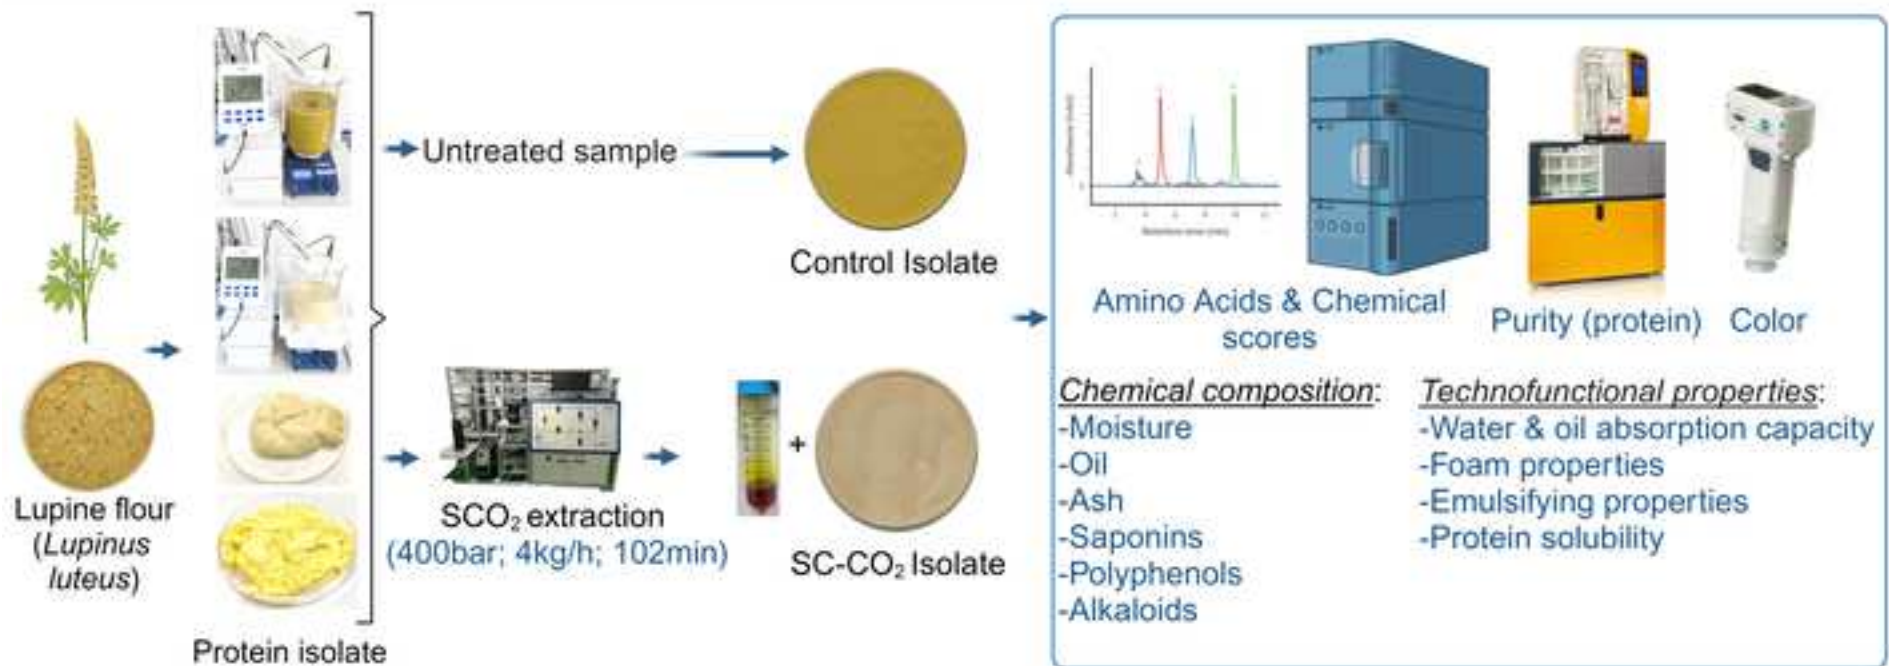 Lupine flour
(Lupinus
luteus)
Protein isolate
Untreated sample
Control Isolate
SCO₂ extraction
(400bar; 4kg/h; 102min)
+
SC-CO₂ Isolate
Amino Acids & Chemical
scores
Purity (protein)
Color
Chemical composition:
-Moisture
-Oil
-Ash
-Saponins
-Polyphenols
-Alkaloids
Technofunctional properties:
-Water & oil absorption capacity
-Foam properties
-Emulsifying properties
-Protein solubility